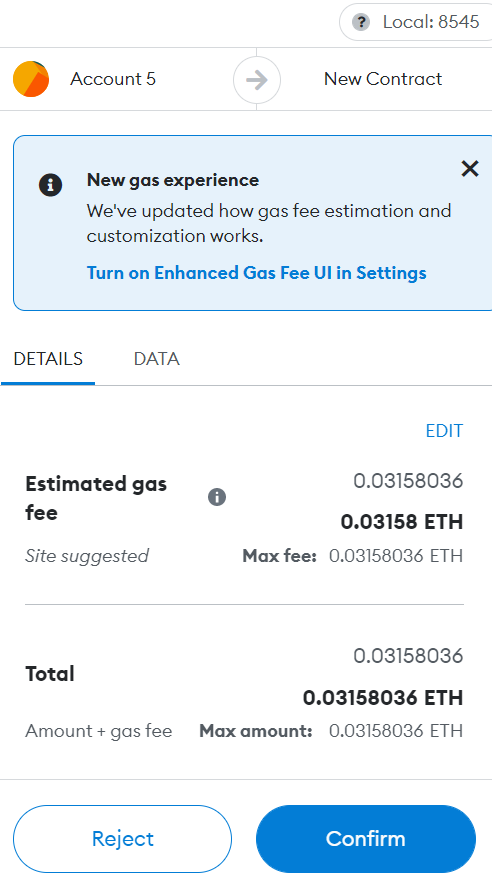 ? Local: 8545
Account 5 New Contract
New gas experience
We've updated how gas fee estimation and
customization works.
Turn on Enhanced Gas Fee UI in Settings
DETAILS DATA
EDIT
Estimated gas
fee
0.03158036
0.03158 ETH
Site suggested Max fee: 0.03158036 ETH
0.03158036
Total
0.03158036 ETH
Amount + gas fee Max amount: 0.03158036 ETH
Reject Confirm